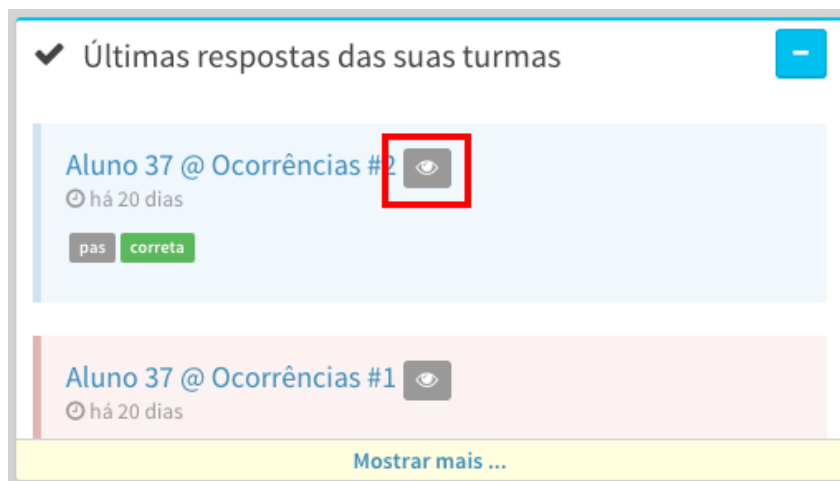 Últimas respostas das suas turmas
Aluno 37 @ Ocorrências #2
há 20 dias
pas correta
Aluno 37 @ Ocorrências #1
há 20 dias
Mostrar mais ...